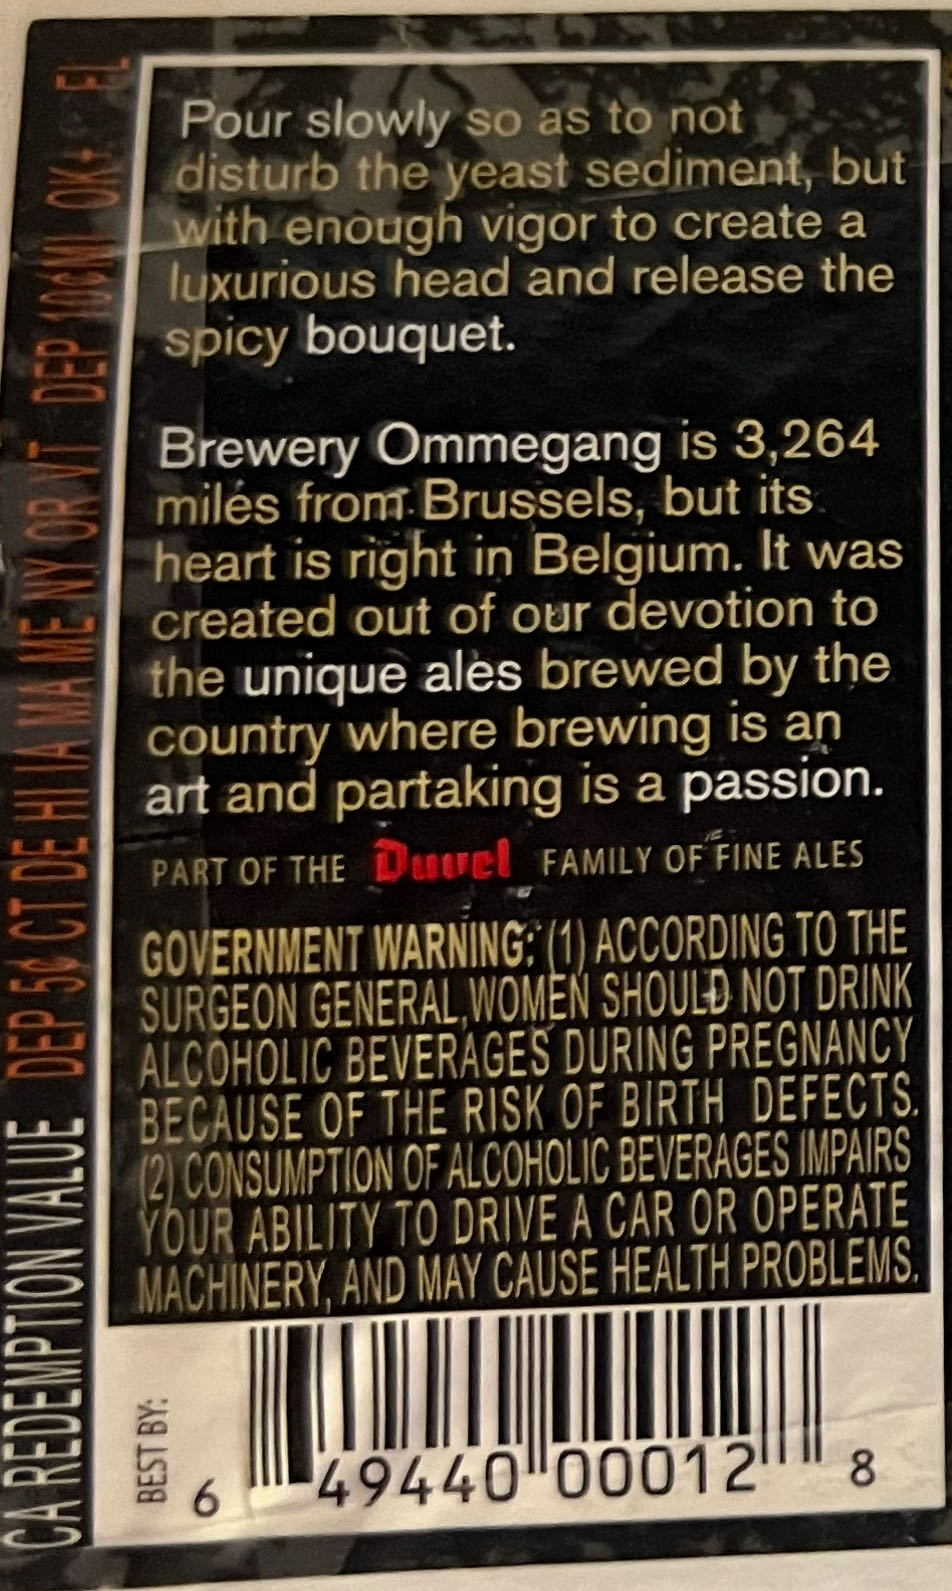 Pour slowly so as to not
disturb the yeast sediment, but
with enough vigor to create a
luxurious head and release the
spicy bouquet.
Brewery Ommegang is 3,264
miles from Brussels, but its
heart is right in Belgium. It was
created out of our devotion to
the unique ales brewed by the
country where brewing is an
art and partaking is a passion.
PART OF THE Duvel FAMILY OF FINE ALES
GOVERNMENT WARNING: (1) ACCORDING TO THE
SURGEON GENERAL, WOMEN SHOULD NOT DRINK
ALCOHOLIC BEVERAGES DURING PREGNANCY
BECAUSE OF THE RISK OF BIRTH DEFECTS.
(2) CONSUMPTION OF ALCOHOLIC BEVERAGES IMPAIRS
YOUR ABILITY TO DRIVE A CAR OR OPERATE
MACHINERY, AND MAY CAUSE HEALTH PROBLEMS.
CA REDEMPTION VALUE DEP 5¢ CT DE HI IA MA ME NY OR VT DEP 10¢MI OK+ FL
BEST BY:
6 49440 00012 8